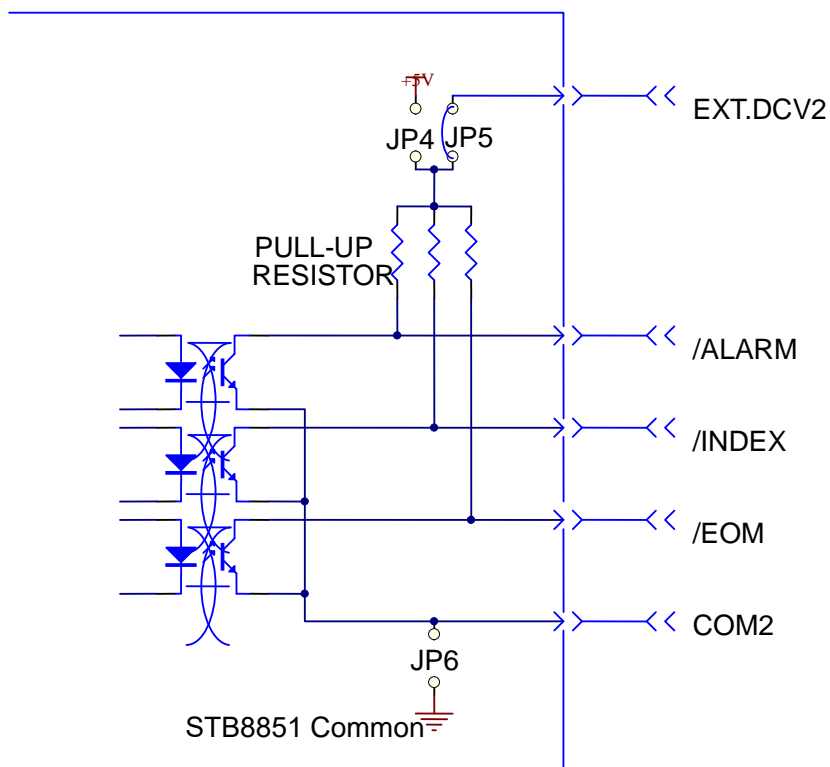 +5V
EXT.DCV2
JP4
JP5
PULL-UP
RESISTOR
/ALARM
/INDEX
/EOM
COM2
JP6
STB8851 Common